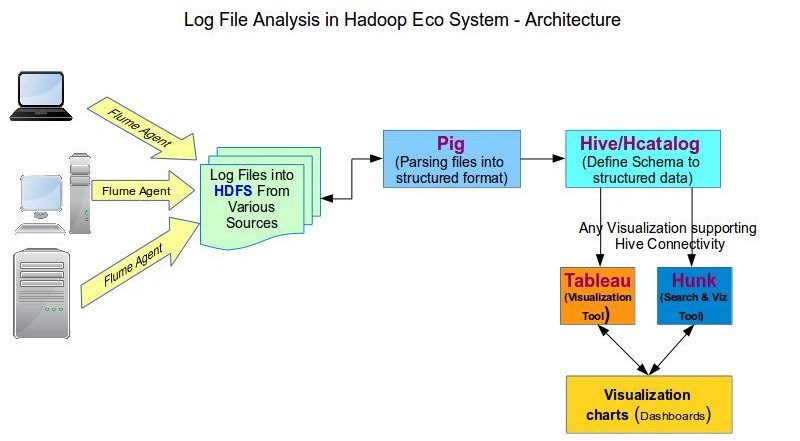 Log File Analysis in Hadoop Eco System - Architecture
Flume Agent
Flume Agent
Flume Agent
Log Files into
HDFS From
Various
Sources
Pig
(Parsing files into
structured format)
Hive/Hcatalog
(Define Schema to
structured data)
Any Visualization supporting
Hive Connectivity
Tableau
(Visualization
Tool)
Hunk
(Search & Viz
Tool)
Visualization
charts (Dashboards)